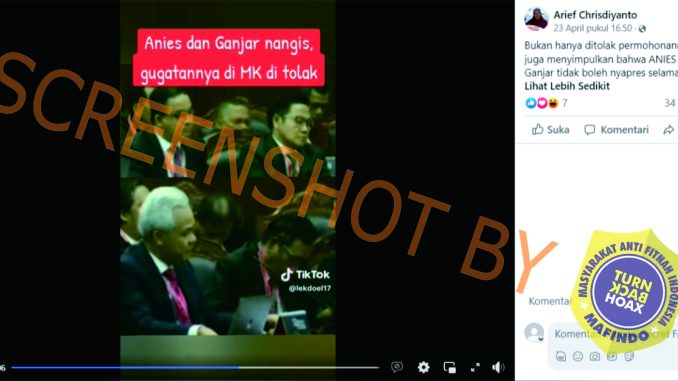 Anies dan Ganjar nangis,
gugatannya di MK di tolak
SCREENSHOT BY
TikTok
@lekdoel17
Arief Chrisdiyanto
23 April pukul 16.50
Bukan hanya ditolak permohonan
juga menyimpulkan bahwa ANIES
Ganjar tidak boleh nyapres selama
Lihat Lebih Sedikit
7
34
Suka
Komentari
Komentar
Komentar
MASYARAKAT ANTI FITNAH INDONESIA
TURN
BACK
HOAX
MAFINDO